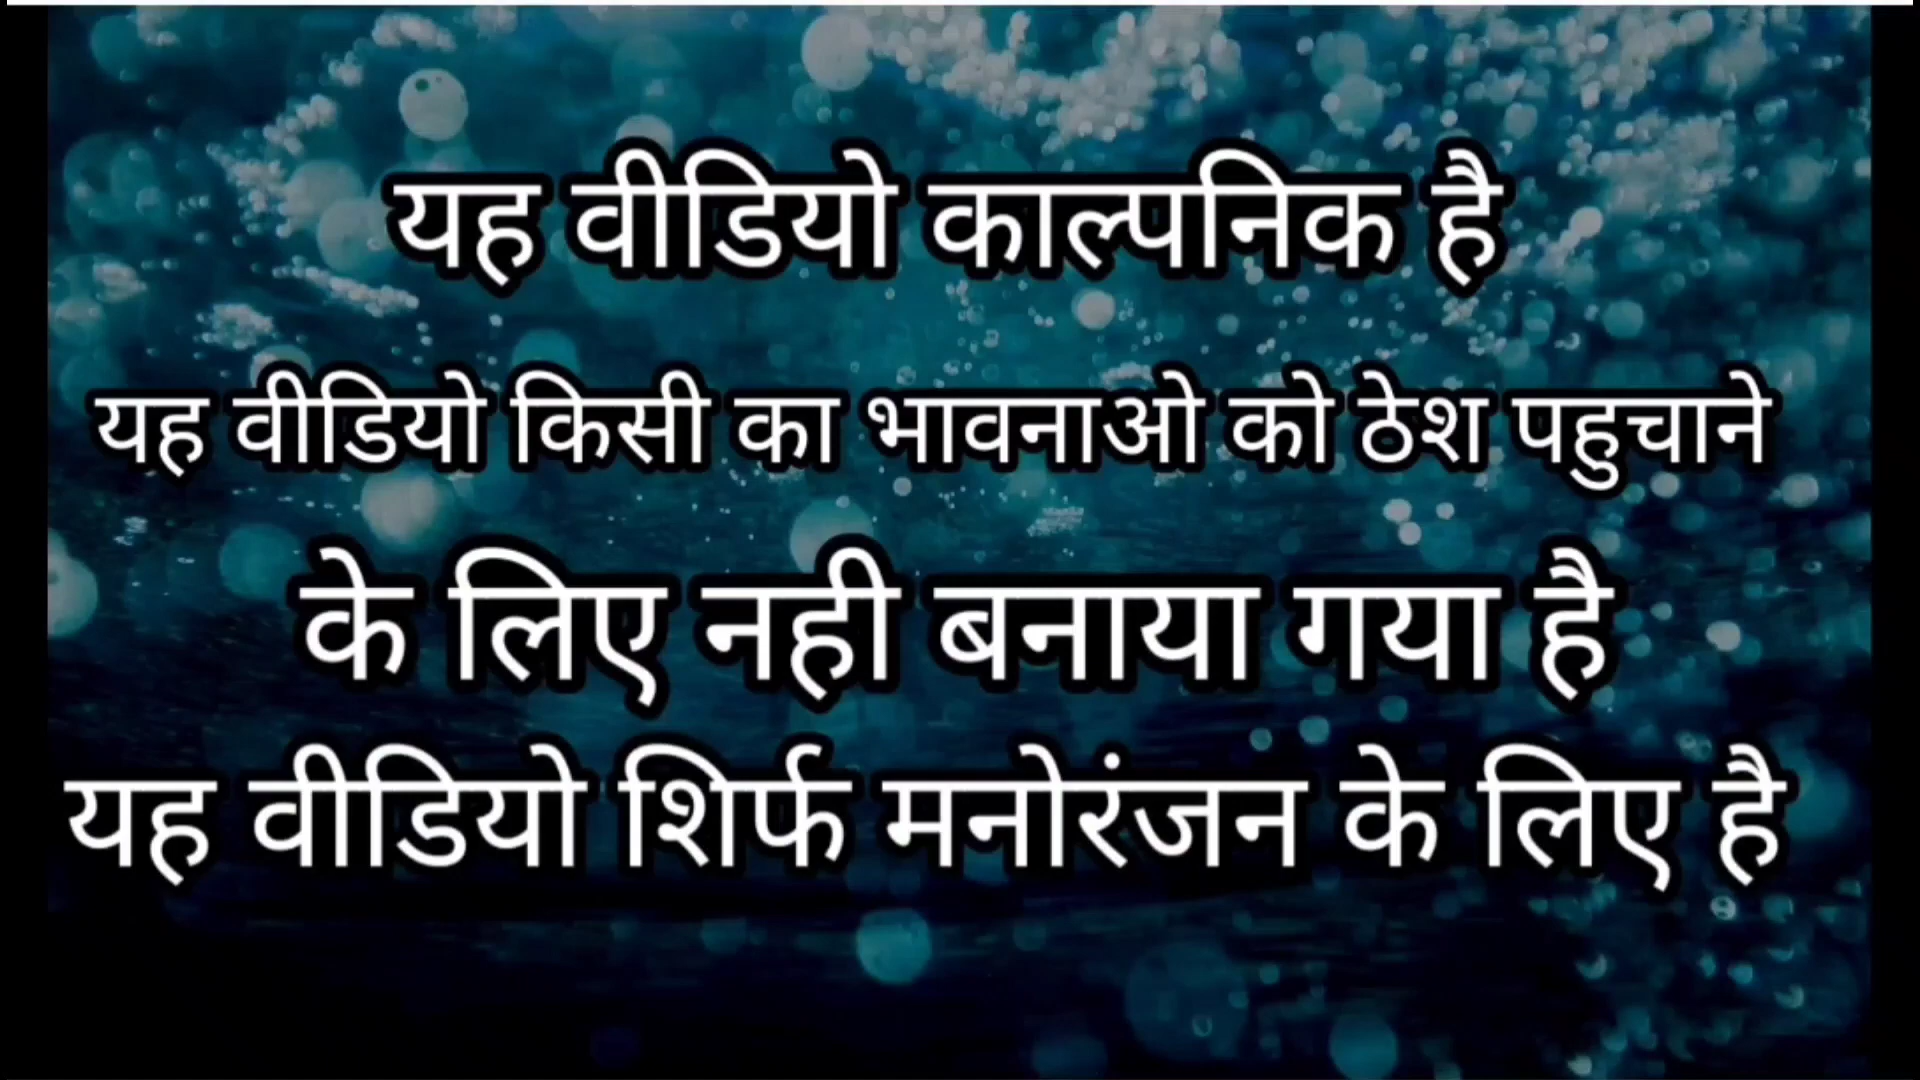 यह वीडियो काल्पनिक है
यह वीडियो किसी का भावनाओ को ठेश पहुचाने
के लिए नही बनाया गया है
यह वीडियो शिर्फ मनोरंजन के लिए है